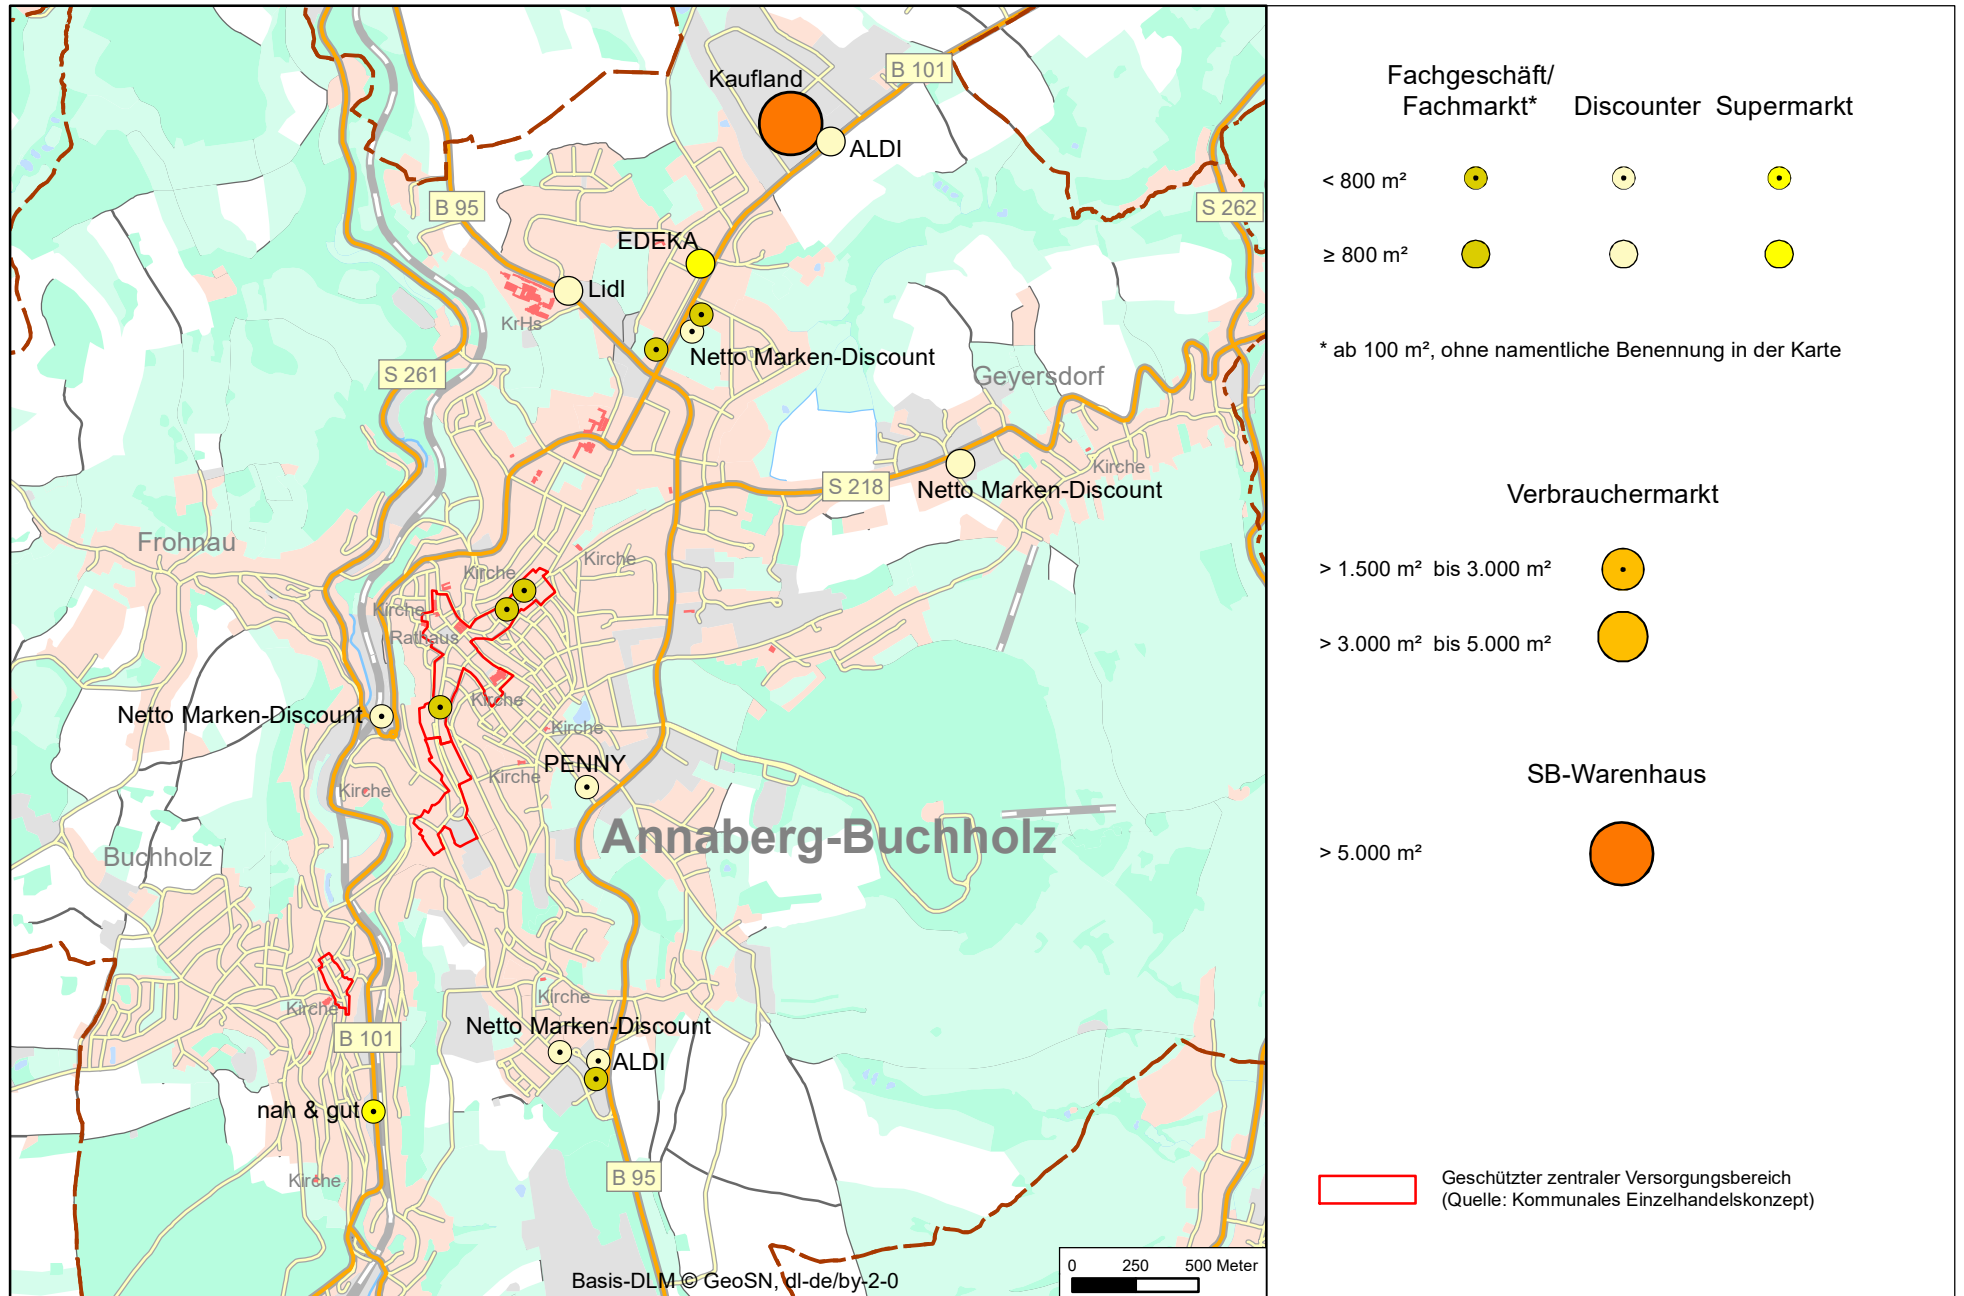 Kaufland
B 101
ALDI
B 95
S 262
EDEKA
Lidl
KrHs
Netto Marken-Discount
S 261
Geyersdorf
Kirche
S 218
Netto Marken-Discount
Frohnau
Kirche
Kirche
Kirche
Rathaus
Kirche
Netto Marken-Discount
Kirche
PENNY
Kirche
Kirche
Annaberg-Buchholz
Buchholz
Kirche
Kirche
Netto Marken-Discount
B 101
ALDI
nah & gut
Kirche
B 95
Basis-DLM © GeoSN, dl-de/by-2-0
0 250 500 Meter
Fachgeschäft/
Fachmarkt* Discounter Supermarkt
< 800 m²
≥ 800 m²
* ab 100 m², ohne namentliche Benennung in der Karte
Verbrauchermarkt
> 1.500 m² bis 3.000 m²
> 3.000 m² bis 5.000 m²
SB-Warenhaus
> 5.000 m²
Geschützter zentraler Versorgungsbereich
(Quelle: Kommunales Einzelhandelskonzept)